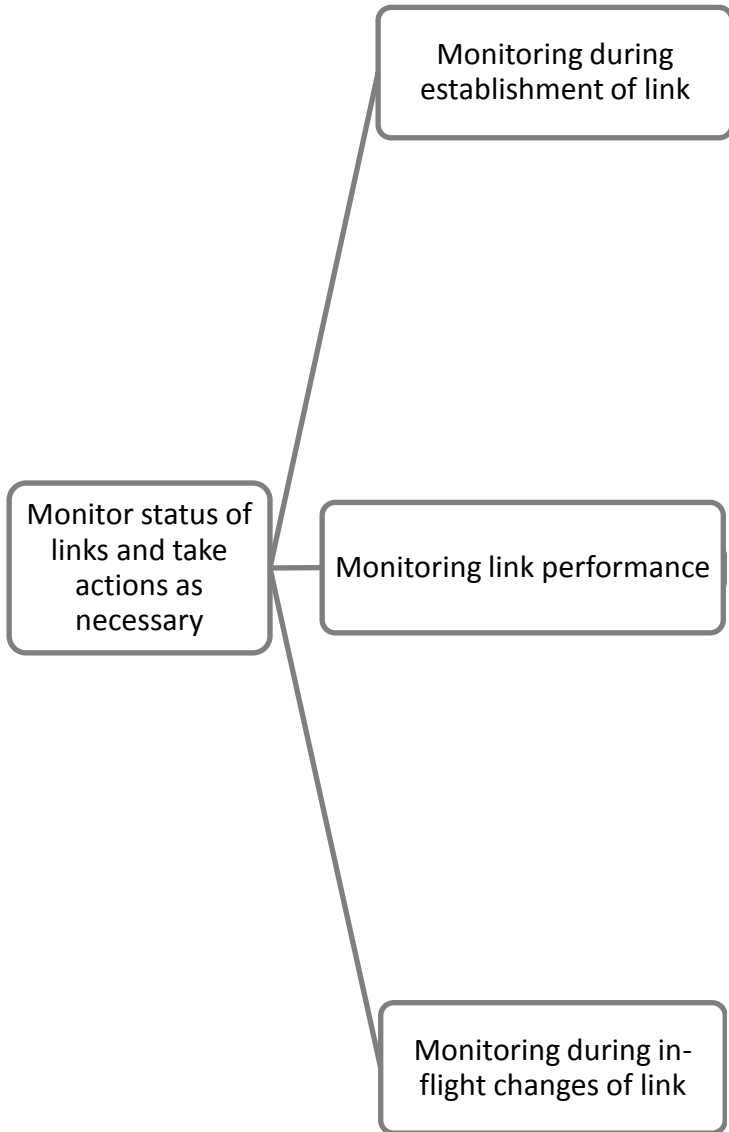 Monitoring during
establishment of link
Monitor status of
links and take
actions as
necessary
Monitoring link performance
Monitoring during in-
flight changes of link